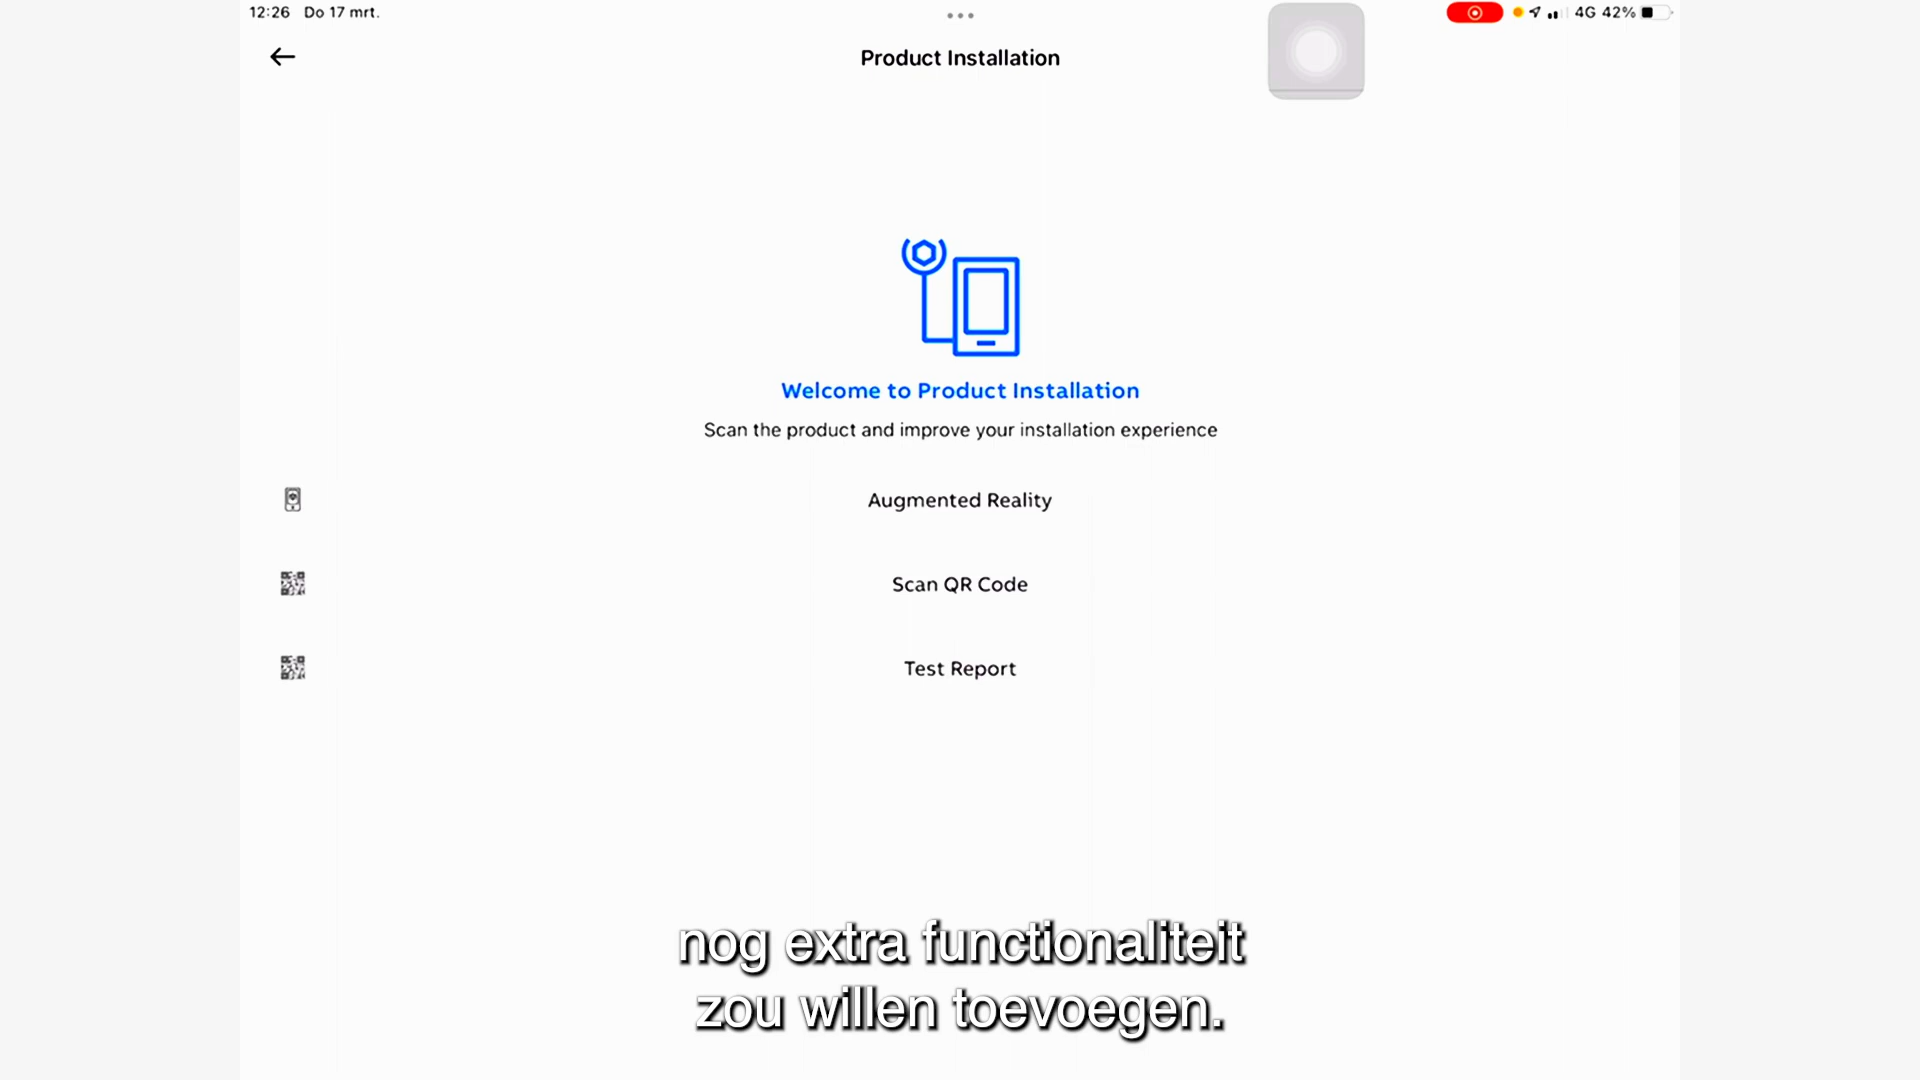 12:26 Do 17 mrt.
4G 42%
Product Installation
Welcome to Product Installation
Scan the product and improve your installation experience
Augmented Reality
Scan QR Code
Test Report
nog extra functionaliteit
zou willen toevoegen.